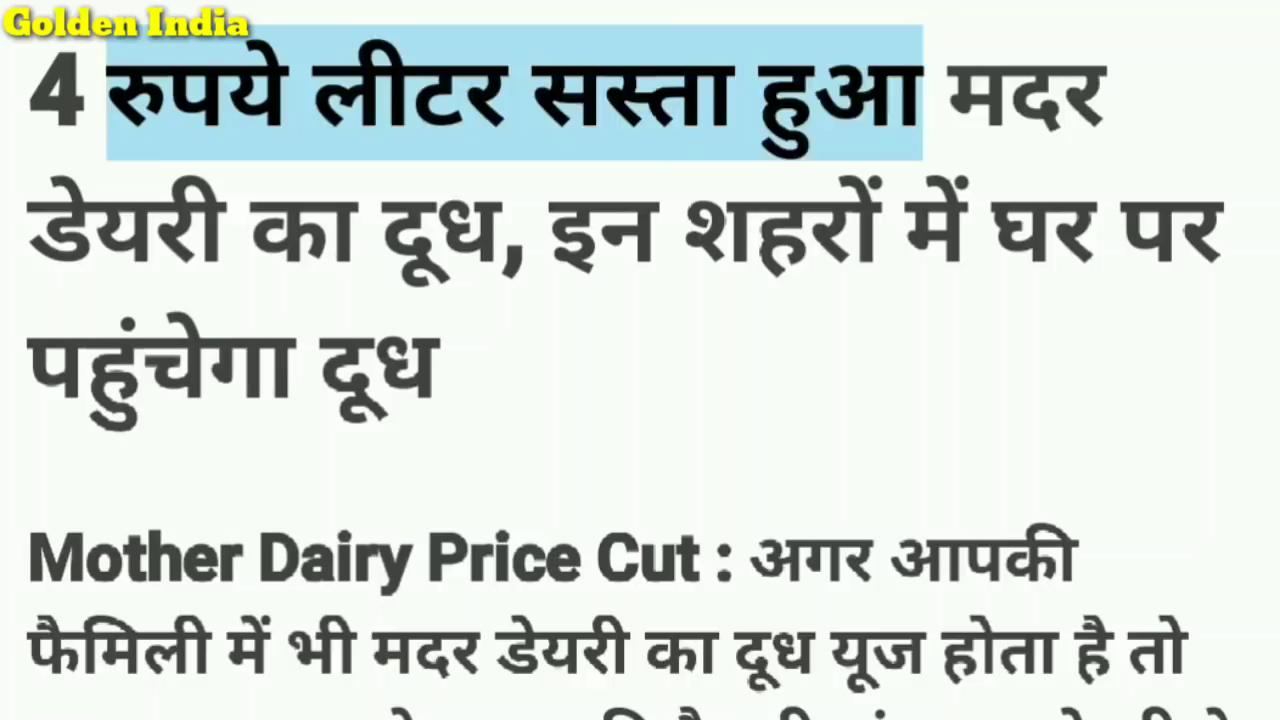 Golden India
4 रुपये लीटर सस्ता हुआ मदर
डेयरी का दूध, इन शहरों में घर पर
पहुंचेगा दूध
Mother Dairy Price Cut : अगर आपकी
फैमिली में भी मदर डेयरी का दूध यूज होता है तो